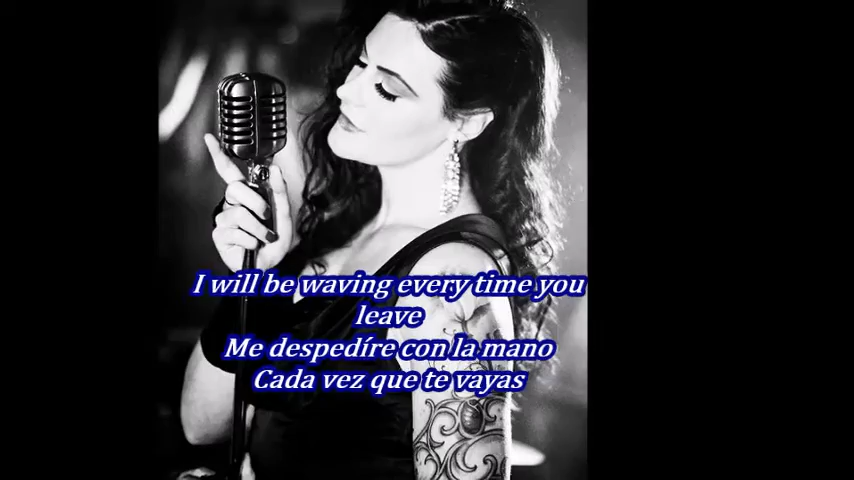 I will be waving every time you
leave
Me despedíre con la mano
Cada vez que te vayas